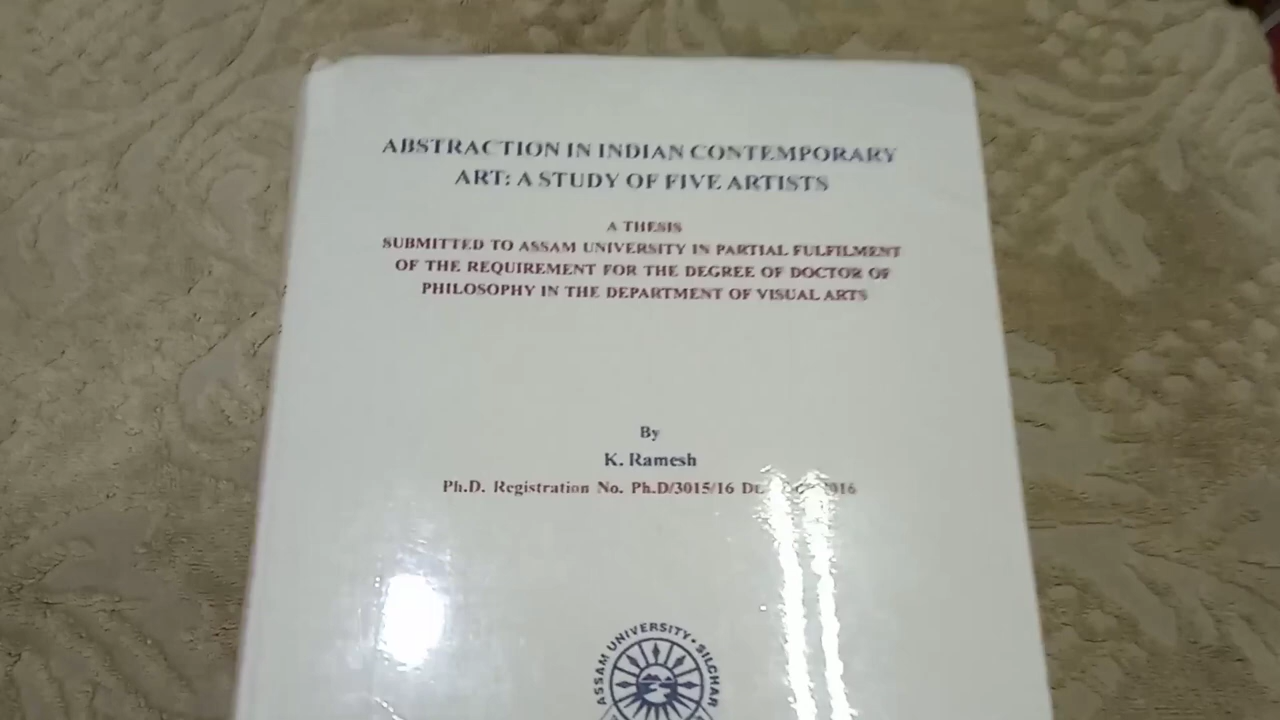 ABSTRACTION IN INDIAN CONTEMPORARY
ART: A STUDY OF FIVE ARTISTS
A THESIS
SUBMITTED TO ASSAM UNIVERSITY IN PARTIAL FULFILMENT
OF THE REQUIREMENT FOR THE DEGREE OF DOCTOR OF
PHILOSOPHY IN THE DEPARTMENT OF VISUAL ARTS
By
K. Ramesh
Ph.D. Registration No. Ph.D/3015/16
ASSAM UNIVERSITY • SILCHAR